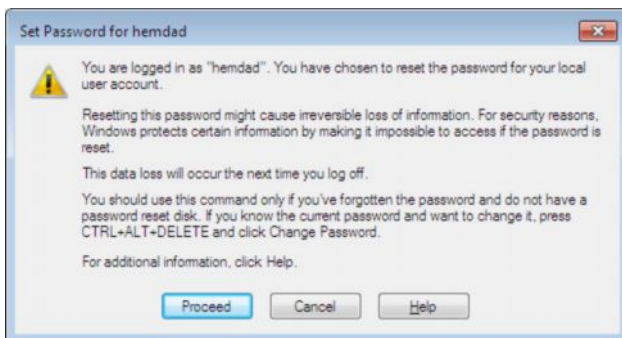 Set Password for hemdad
You are logged in as "hemdad". You have chosen to reset the password for your local
user account.
Resetting this password might cause irreversible loss of information. For security reasons,
Windows protects certain information by making it impossible to access if the password is
reset.
This data loss will occur the next time you log off.
You should use this command only if you've forgotten the password and do not have a
password reset disk. If you know the current password and want to change it, press
CTRL+ALT+DELETE and click Change Password.
For additional information, click Help.
Proceed Cancel Help